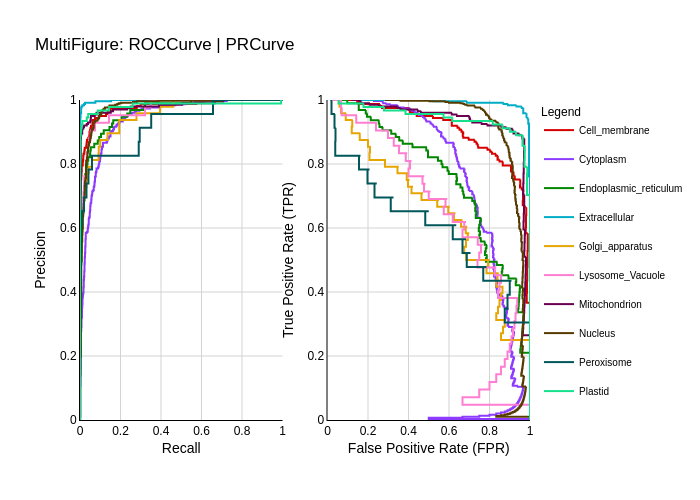 MultiFigure: ROCCurve | PRCurve
Precision
1
0.8
0.6
0.4
0.2
0
0 0.2 0.4 0.6 0.8 1
Recall
True Positive Rate (TPR)
1
0.8
0.6
0.4
0.2
0
0 0.2 0.4 0.6 0.8 1
False Positive Rate (FPR)
Legend
Cell_membrane
Cytoplasm
Endoplasmic_reticulum
Extracellular
Golgi_apparatus
Lysosome_Vacuole
Mitochondrion
Nucleus
Peroxisome
Plastid